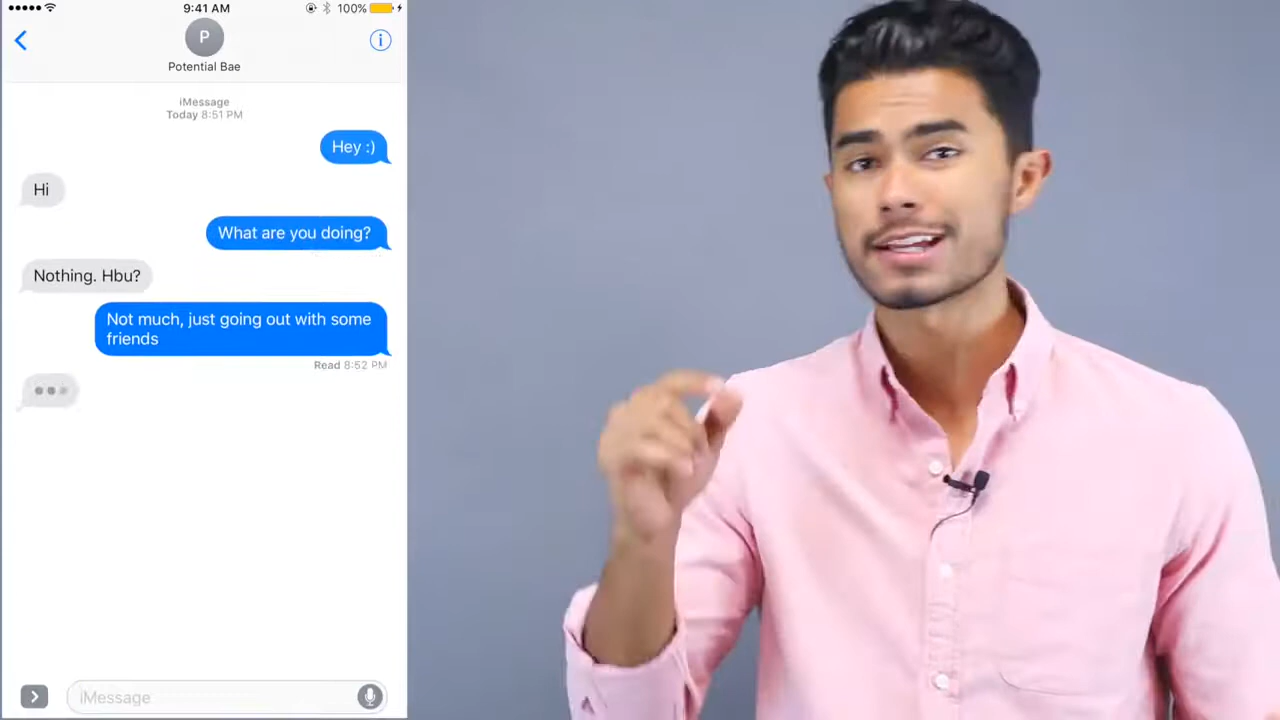 9:41 AM
100%
P
Potential Bae
iMessage
Today 8:51 PM
Hey :)
Hi
What are you doing?
Nothing. Hbu?
Not much, just going out with some
friends
Read 8:52 PM
iMessage